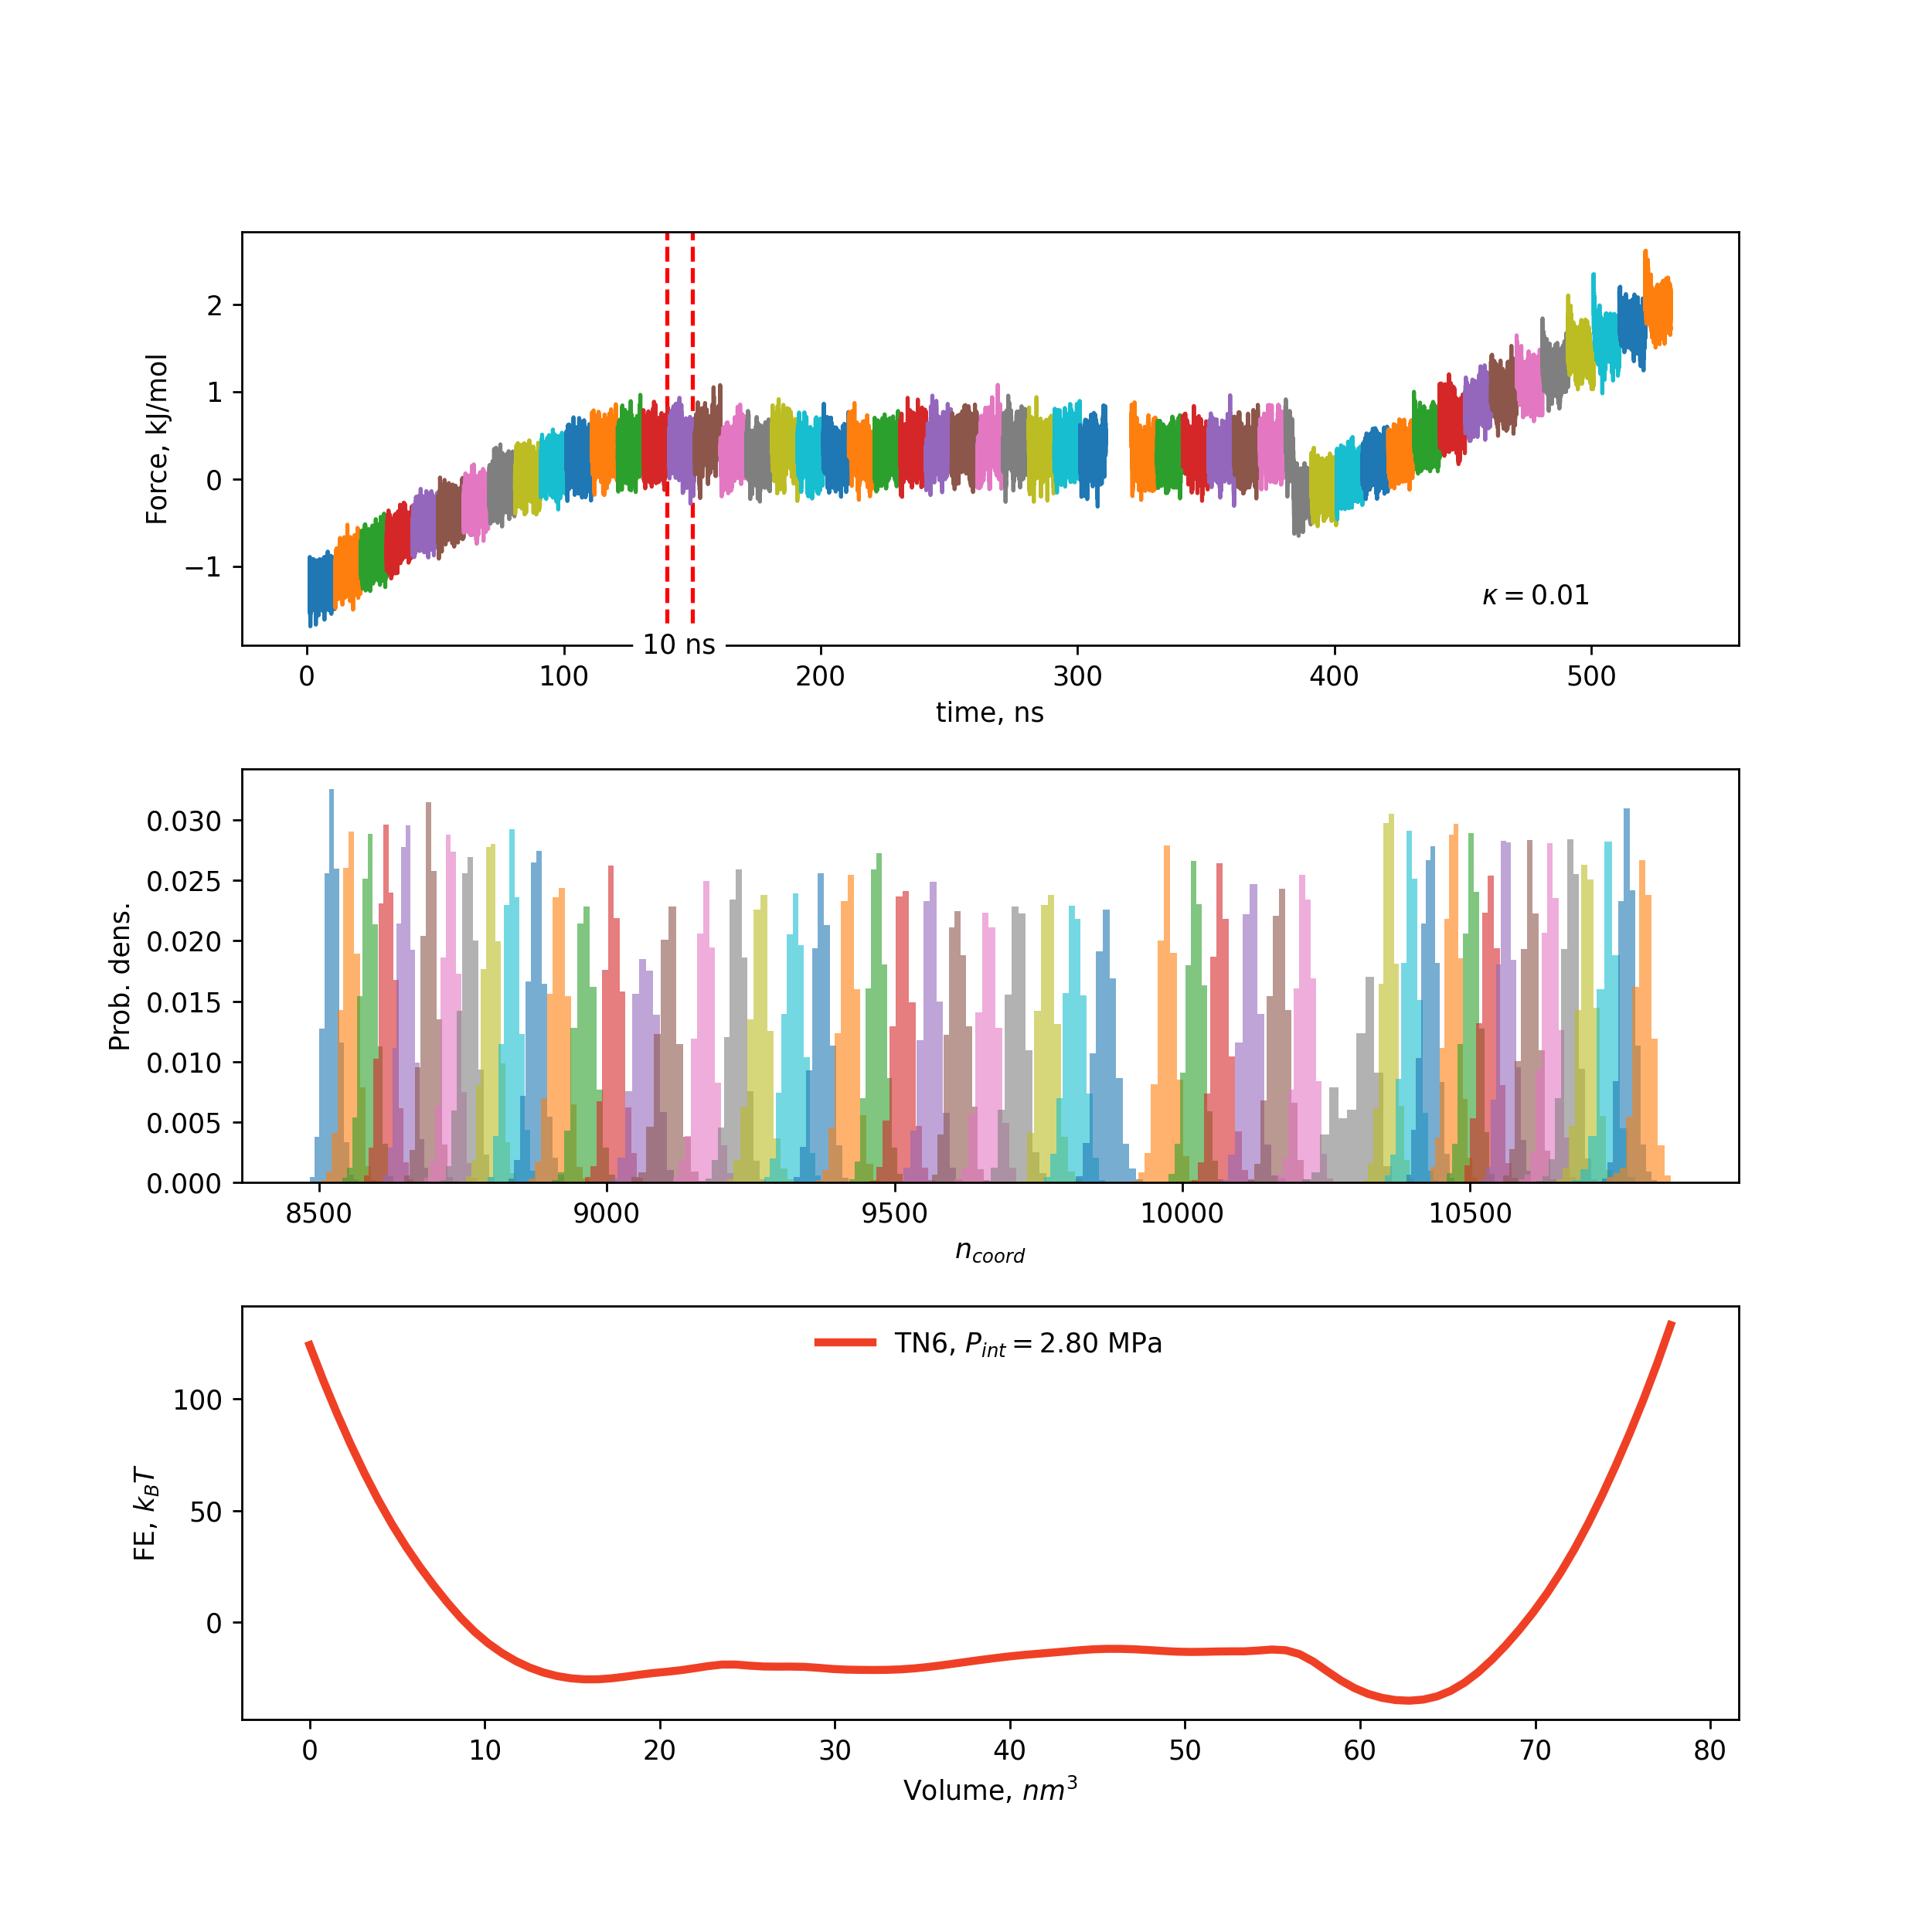 2
1
0
−1
Force, kJ/mol
κ = 0.01
10 ns
0 100 200 300 400 500
time, ns
0.030
0.025
0.020
0.015
0.010
0.005
0.000
Prob. dens.
8500 9000 9500 10000 10500
n_coord
TN6, P_int = 2.80 MPa
100
50
0
FE, k_BT
0 10 20 30 40 50 60 70 80
Volume, nm³